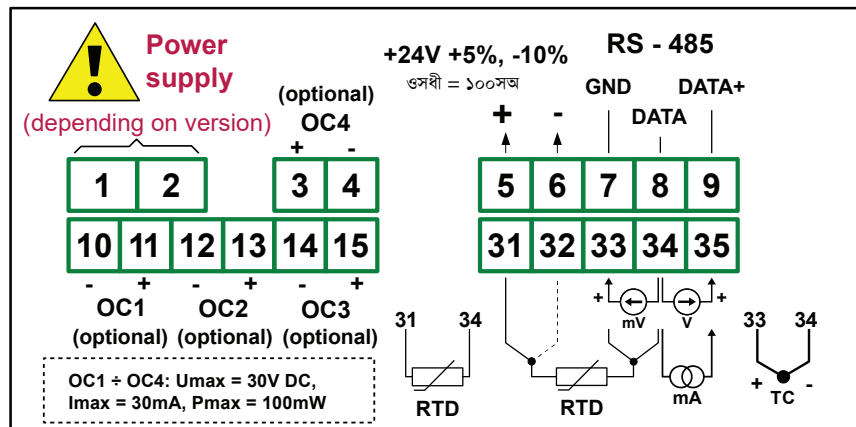 Power
supply
(depending on version)
(optional)
OC4
+ -
+24V +5%, -10%
ওসধী = ১০০সঅ
+ -
RS - 485
GND DATA+
DATA
1 2 3 4 5 6 7 8 9
10 11 12 13 14 15 31 32 33 34 35
- + - + - +
OC1 OC2 OC3
(optional) (optional) (optional)
+ mV V +
31 34
RTD
RTD
mA
33 34
+ TC -
OC1 ÷ OC4: Umax = 30V DC,
Imax = 30mA, Pmax = 100mW